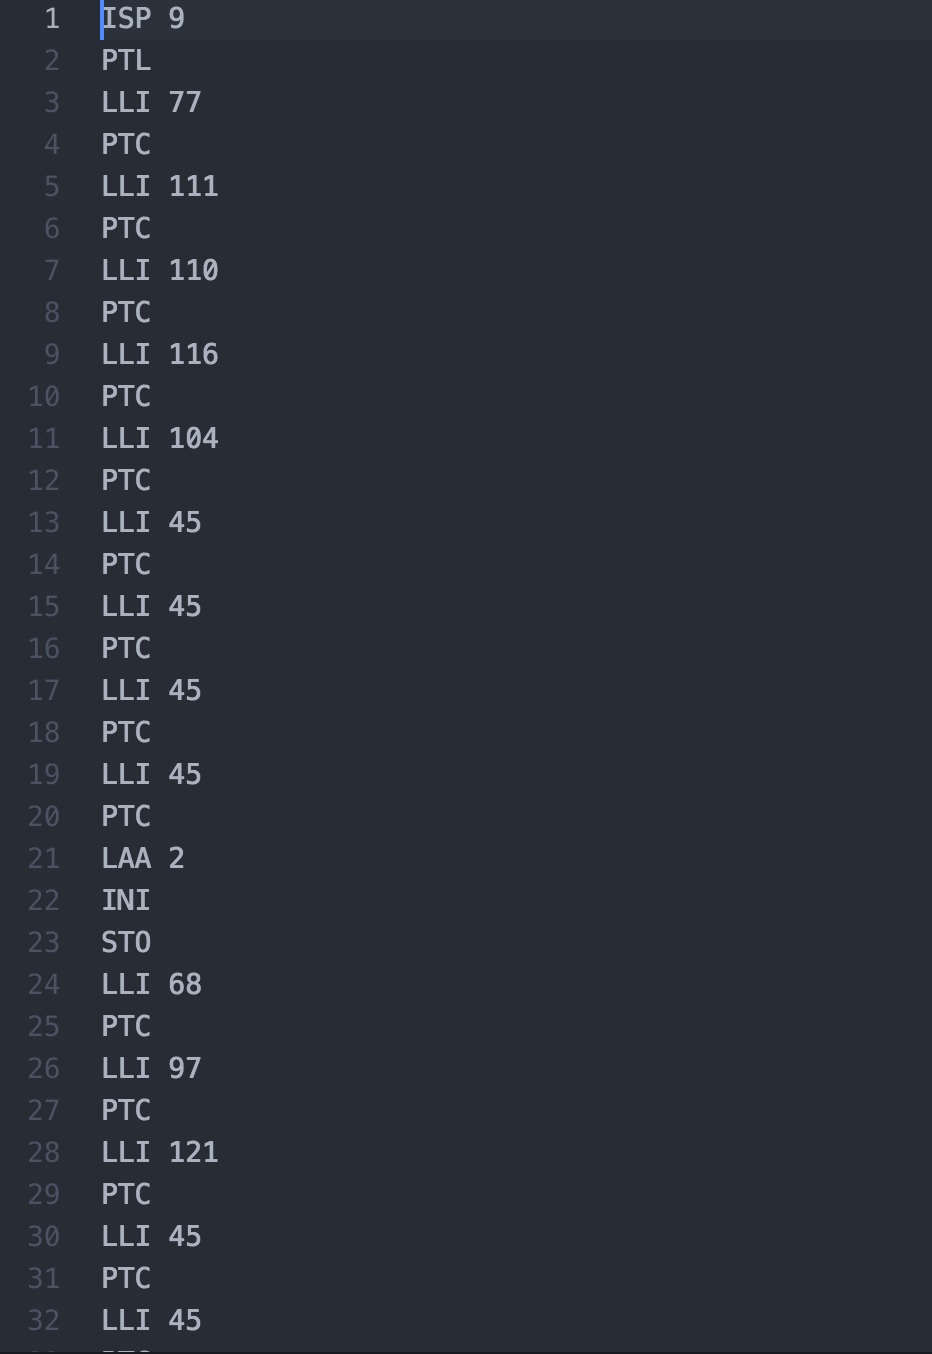 1 ISP 9
2 PTL
3 LLI 77
4 PTC
5 LLI 111
6 PTC
7 LLI 110
8 PTC
9 LLI 116
10 PTC
11 LLI 104
12 PTC
13 LLI 45
14 PTC
15 LLI 45
16 PTC
17 LLI 45
18 PTC
19 LLI 45
20 PTC
21 LAA 2
22 INI
23 STO
24 LLI 68
25 PTC
26 LLI 97
27 PTC
28 LLI 121
29 PTC
30 LLI 45
31 PTC
32 LLI 45